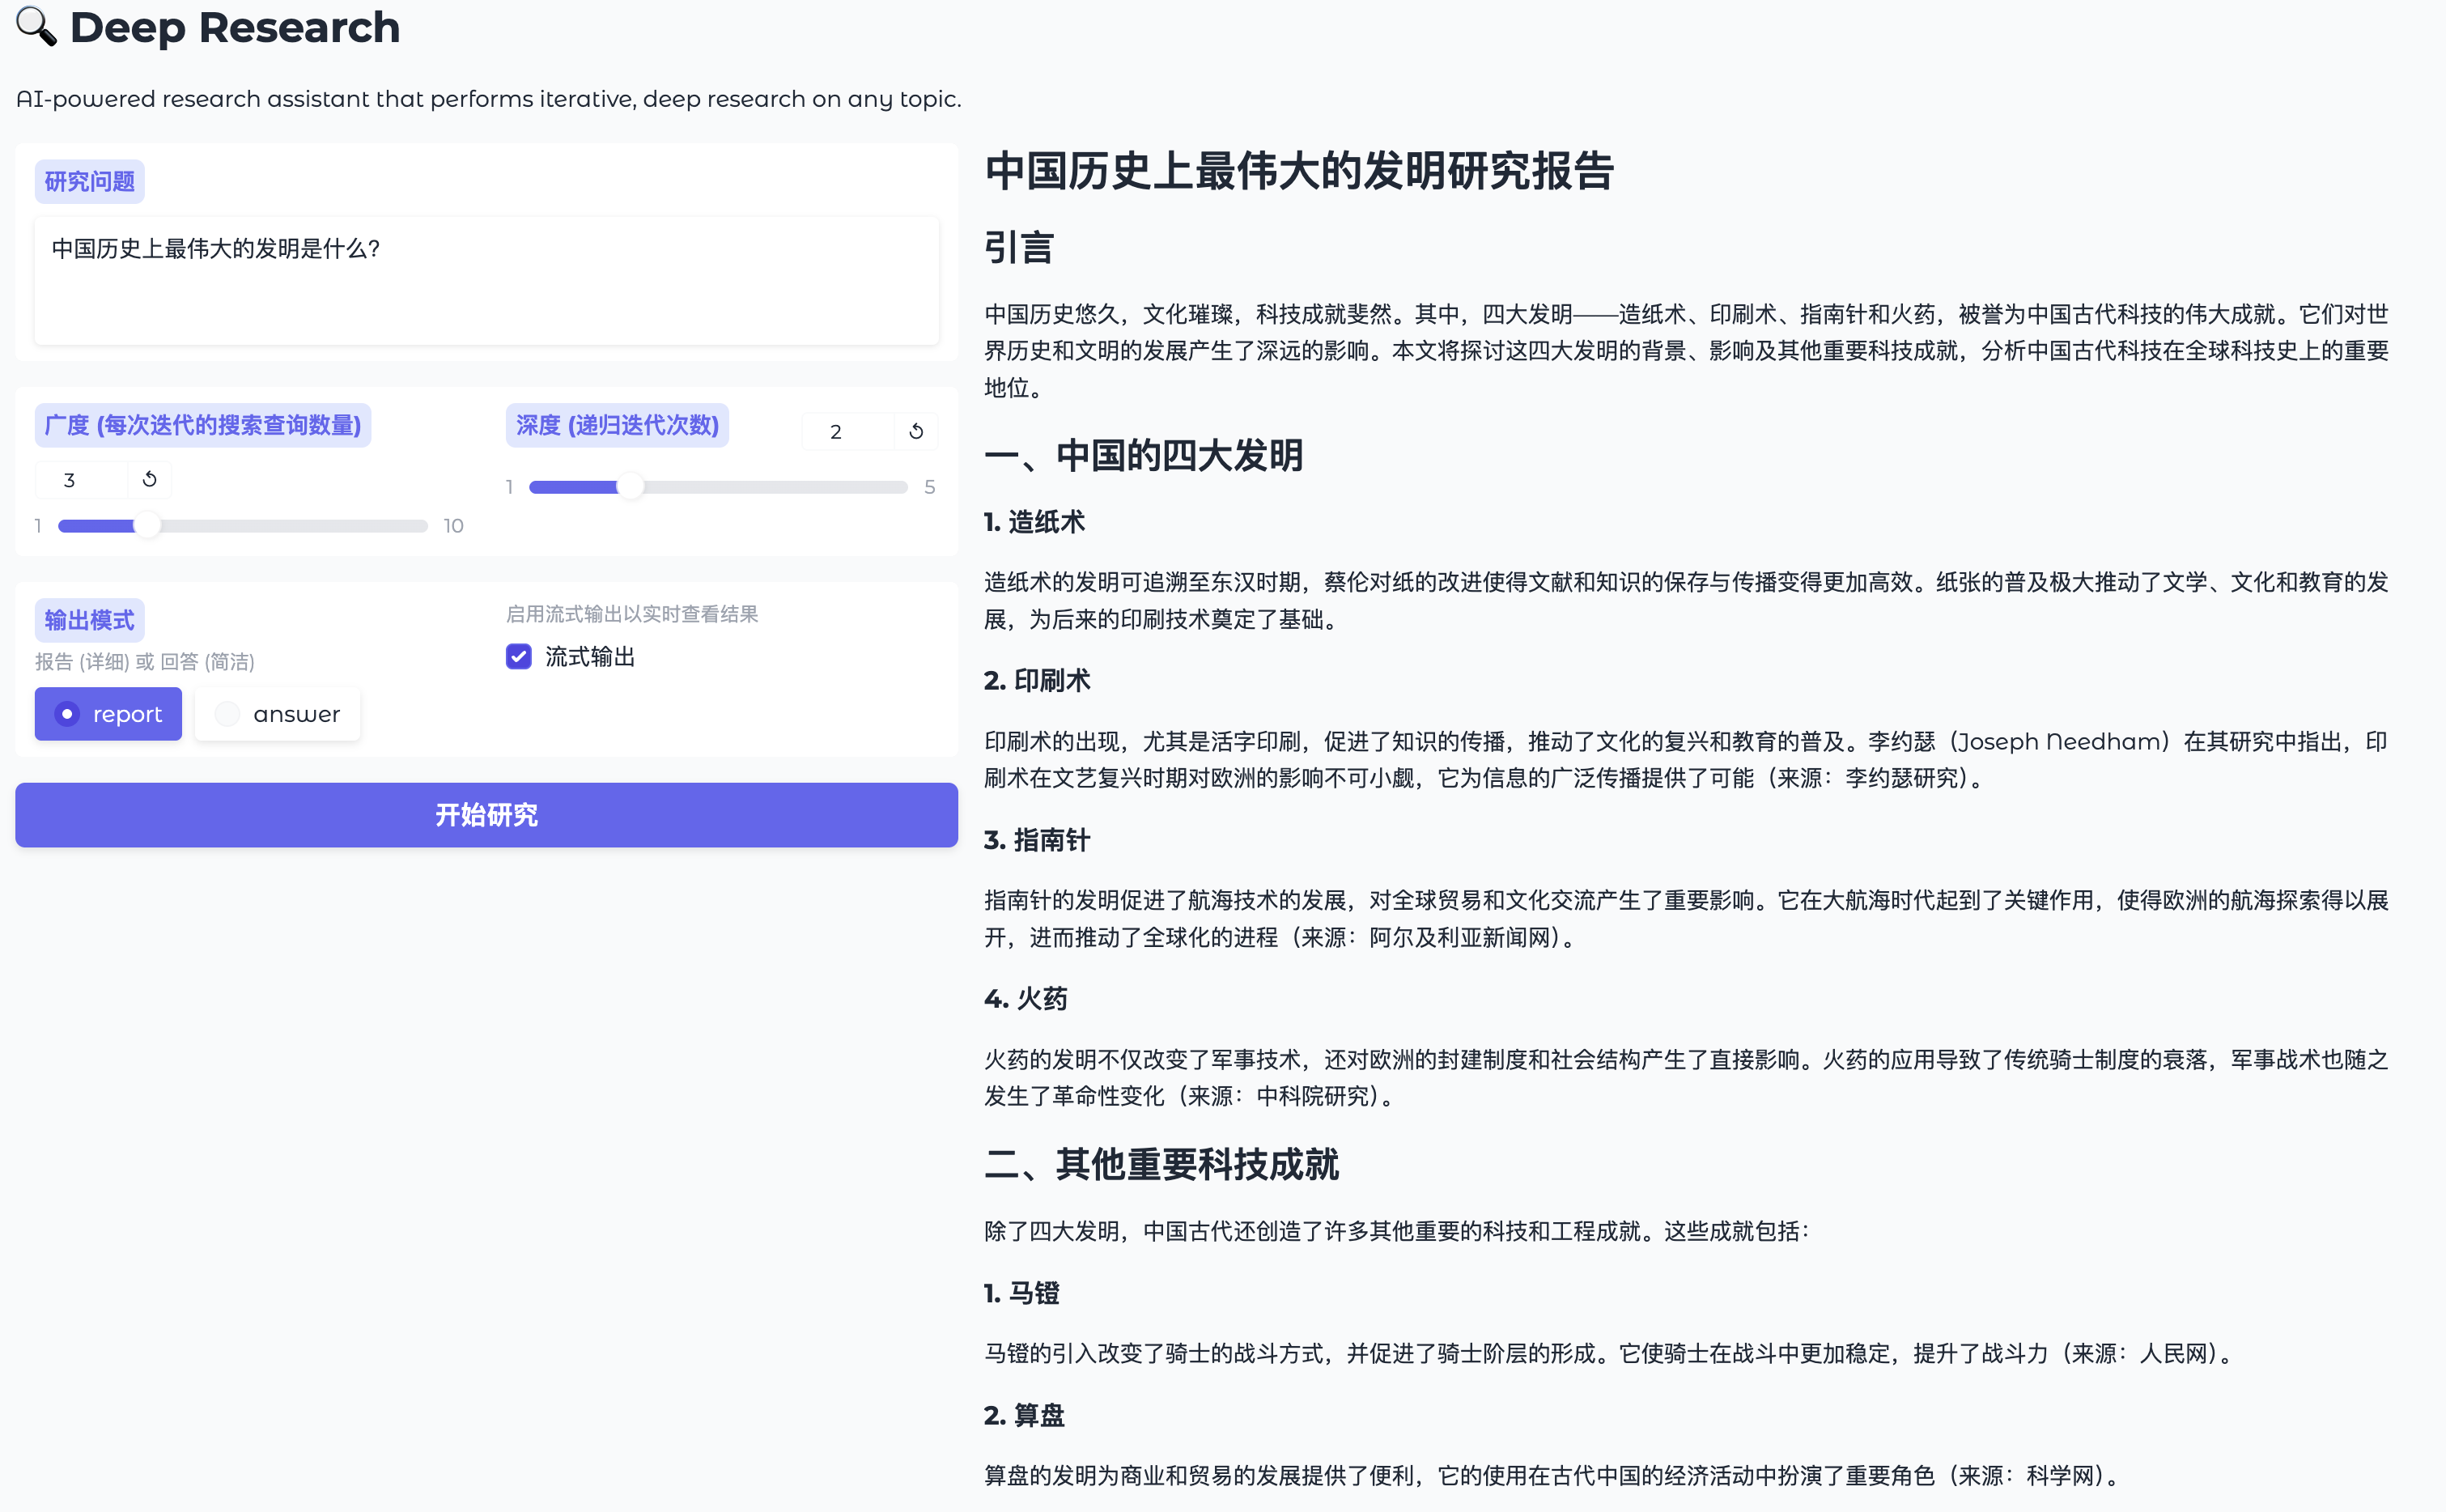 🔍 Deep Research
AI-powered research assistant that performs iterative, deep research on any topic.
研究问题
中国历史上最伟大的发明是什么?
广度 (每次迭代的搜索查询数量)
3
1
10
深度 (递归迭代次数)
2
1
5
输出模式
报告 (详细) 或 回答 (简洁)
report
answer
启用流式输出以实时查看结果
流式输出
开始研究
中国历史上最伟大的发明研究报告
引言
中国历史悠久，文化璀璨，科技成就斐然。其中，四大发明——造纸术、印刷术、指南针和火药，被誉为中国古代科技的伟大成就。它们对世
界历史和文明的发展产生了深远的影响。本文将探讨这四大发明的背景、影响及其他重要科技成就，分析中国古代科技在全球科技史上的重要
地位。
一、中国的四大发明
1. 造纸术
造纸术的发明可追溯至东汉时期，蔡伦对纸的改进使得文献和知识的保存与传播变得更加高效。纸张的普及极大推动了文学、文化和教育的发
展，为后来的印刷技术奠定了基础。
2. 印刷术
印刷术的出现，尤其是活字印刷，促进了知识的传播，推动了文化的复兴和教育的普及。李约瑟（Joseph Needham）在其研究中指出，印
刷术在文艺复兴时期对欧洲的影响不可小觑，它为信息的广泛传播提供了可能（来源：李约瑟研究）。
3. 指南针
指南针的发明促进了航海技术的发展，对全球贸易和文化交流产生了重要影响。它在大航海时代起到了关键作用，使得欧洲的航海探索得以展
开，进而推动了全球化的进程（来源：阿尔及利亚新闻网）。
4. 火药
火药的发明不仅改变了军事技术，还对欧洲的封建制度和社会结构产生了直接影响。火药的应用导致了传统骑士制度的衰落，军事战术也随之
发生了革命性变化（来源：中科院研究）。
二、其他重要科技成就
除了四大发明，中国古代还创造了许多其他重要的科技和工程成就。这些成就包括：
1. 马镫
马镫的引入改变了骑士的战斗方式，并促进了骑士阶层的形成。它使骑士在战斗中更加稳定，提升了战斗力（来源：人民网）。
2. 算盘
算盘的发明为商业和贸易的发展提供了便利，它的使用在古代中国的经济活动中扮演了重要角色（来源：科学网）。